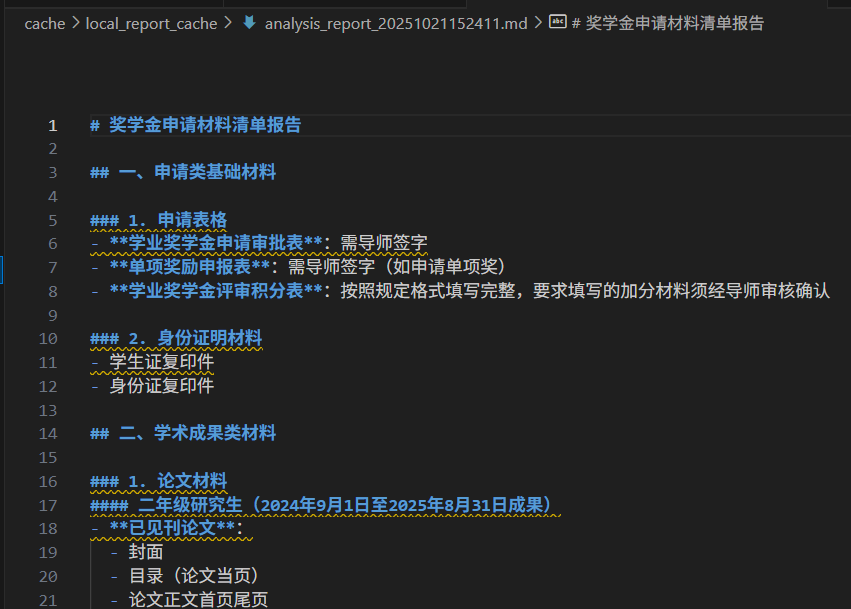 cache > local_report_cache > analysis_report_20251021152411.md > abc # 奖学金申请材料清单报告
1 # 奖学金申请材料清单报告
2
3 ## 一、申请类基础材料
4
5 ### 1. 申请表格
6 - **学业奖学金申请审批表**：需导师签字
7 - **单项奖励申报表**：需导师签字（如申请单项奖）
8 - **学业奖学金评审积分表**：按照规定格式填写完整，要求填写的加分材料须经导师审核确认
9
10 ### 2. 身份证明材料
11 - 学生证复印件
12 - 身份证复印件
13
14 ## 二、学术成果类材料
15
16 ### 1. 论文材料
17 #### 二年级研究生（2024年9月1日至2025年8月31日成果）
18 - **已见刊论文**：
19 - 封面
20 - 目录（论文当页）
21 - 论文正文首页尾页